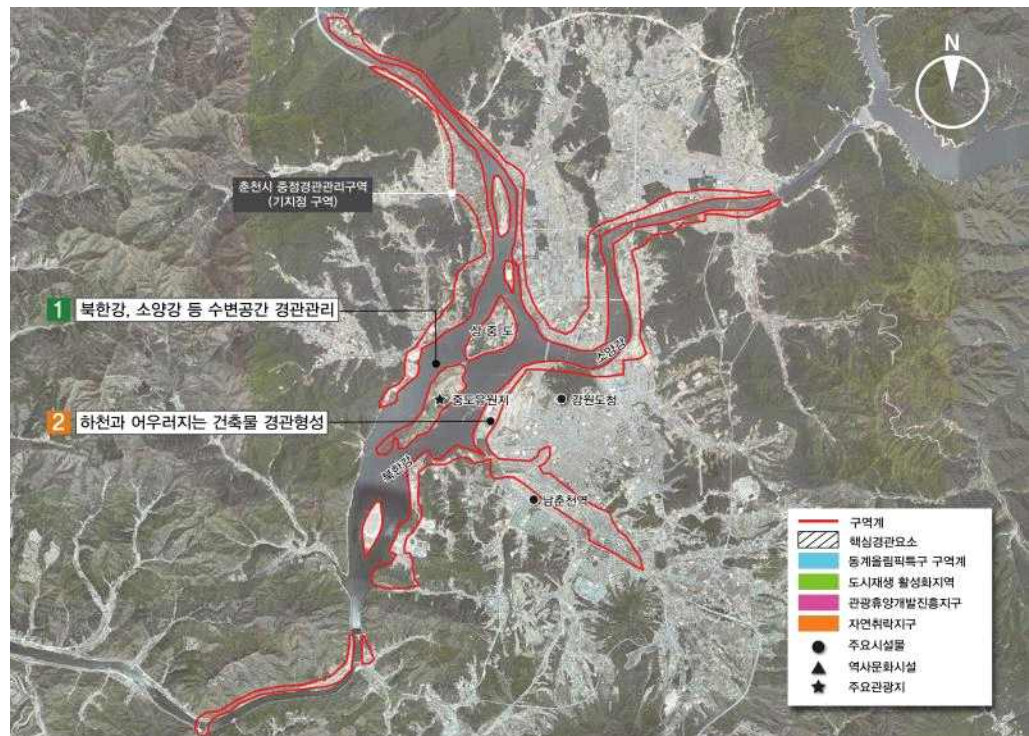 N
춘천시 중점경관관리구역
(기지정 구역)
1 북한강, 소양강 등 수변공간 경관관리
상 중 도
소양강
중도유원지
강원도청
2 하천과 어우러지는 건축물 경관형성
북한강
남춘천역
구역계
핵심경관요소
동계올림픽특구 구역계
도시재생 활성화지역
관광휴양개발진흥지구
자연취락지구
주요시설물
역사문화시설
주요관광지